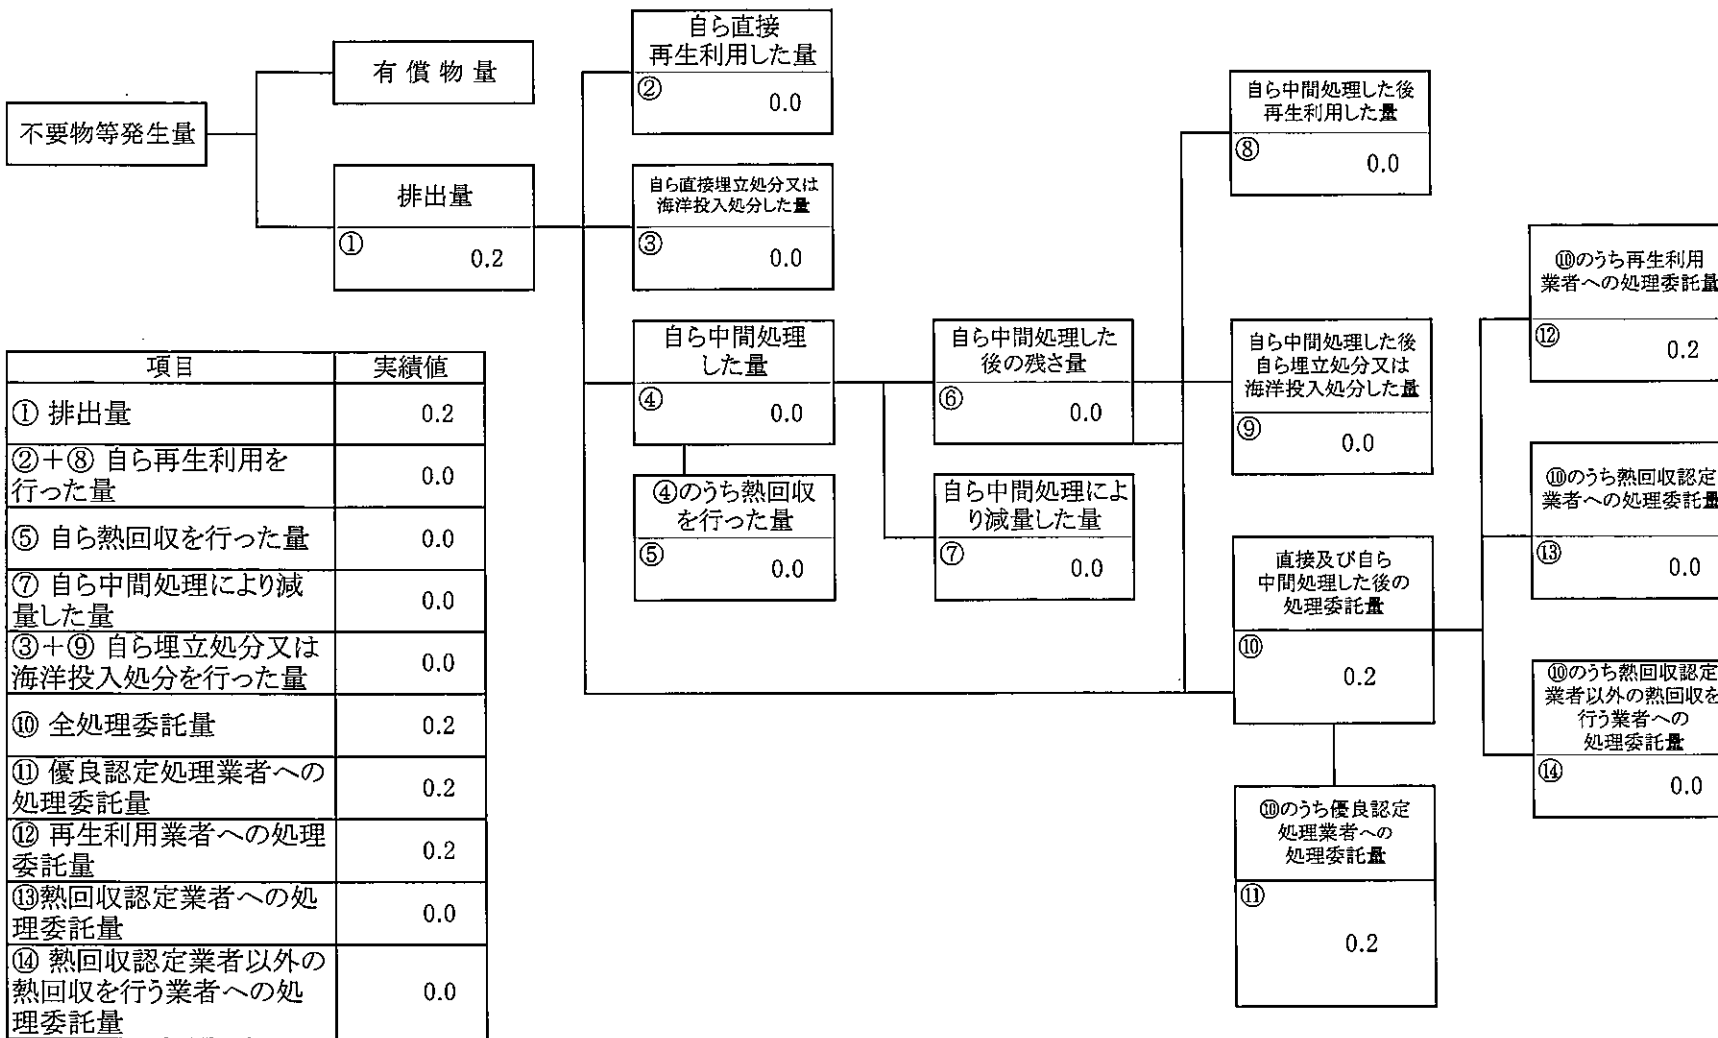 不要物等発生量
有償物量
排出量
①
0.2
自ら直接
再生利用した量
②
0.0
自ら直接埋立処分又は
海洋投入処分した量
③
0.0
自ら中間処理
した量
④
0.0
④のうち熱回収
を行った量
⑤
0.0
自ら中間処理した
後の残さ量
⑥
0.0
自ら中間処理によ
り減量した量
⑦
0.0
自ら中間処理した後
再生利用した量
⑧
0.0
自ら中間処理した後
自ら埋立処分又は
海洋投入処分した量
⑨
0.0
直接及び自ら
中間処理した後の
処理委託量
⑩
0.2
⑩のうち優良認定
処理業者への
処理委託量
⑪
0.2
⑩のうち再生利用
業者への処理委託量
⑫
0.2
⑩のうち熱回収認定
業者への処理委託量
⑬
0.0
⑩のうち熱回収認定
業者以外の熱回収を
行う業者への
処理委託量
⑭
0.0
項目 実績値
① 排出量 0.2
②+⑧ 自ら再生利用を
行った量 0.0
⑤ 自ら熱回収を行った量 0.0
⑦ 自ら中間処理により減
量した量 0.0
③+⑨ 自ら埋立処分又は
海洋投入処分を行った量 0.0
⑩ 全処理委託量 0.2
⑪ 優良認定処理業者への
処理委託量 0.2
⑫ 再生利用業者への処理
委託量 0.2
⑬熱回収認定業者への処
理委託量 0.0
⑭ 熱回収認定業者以外の
熱回収を行う業者への処
理委託量 0.0